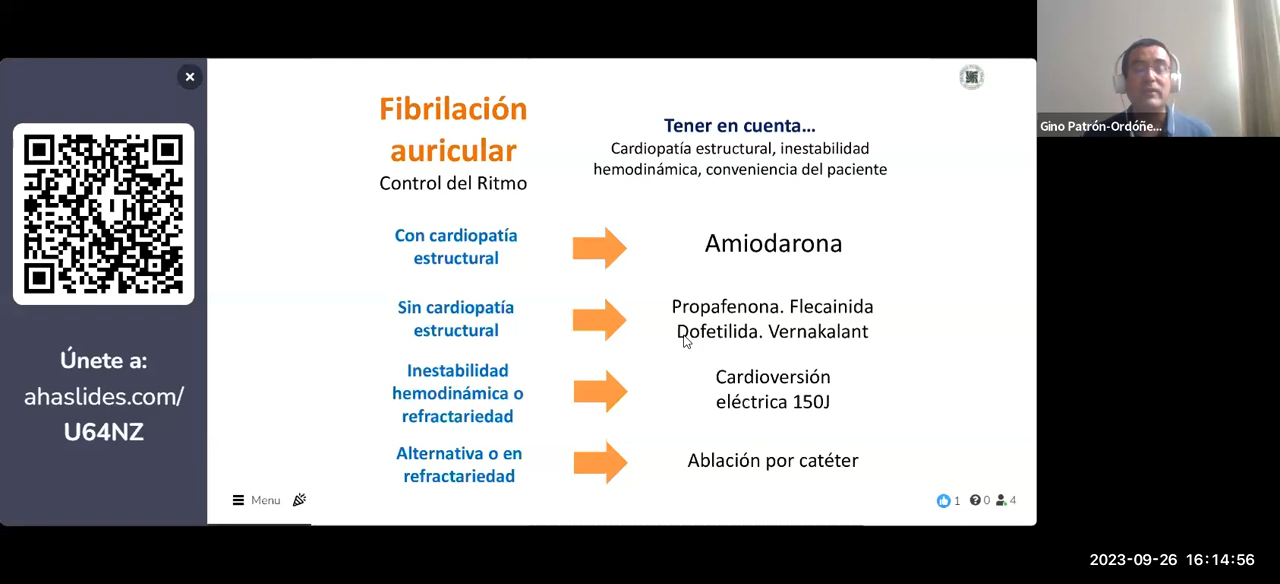 Únete a:
ahaslides.com/
U64NZ
Fibrilación
auricular
Control del Ritmo
Tener en cuenta...
Cardiopatía estructural, inestabilidad
hemodinámica, conveniencia del paciente
Con cardiopatía
estructural
Amiodarona
Sin cardiopatía
estructural
Propafenona. Flecainida
Dofetilida. Vernakalant
Inestabilidad
hemodinámica o
refractariedad
Cardioversión
eléctrica 150J
Alternativa o en
refractariedad
Ablación por catéter
Menu
1 0 4
Gino Patrón-Ordóñe...
2023-09-26 16:14:56